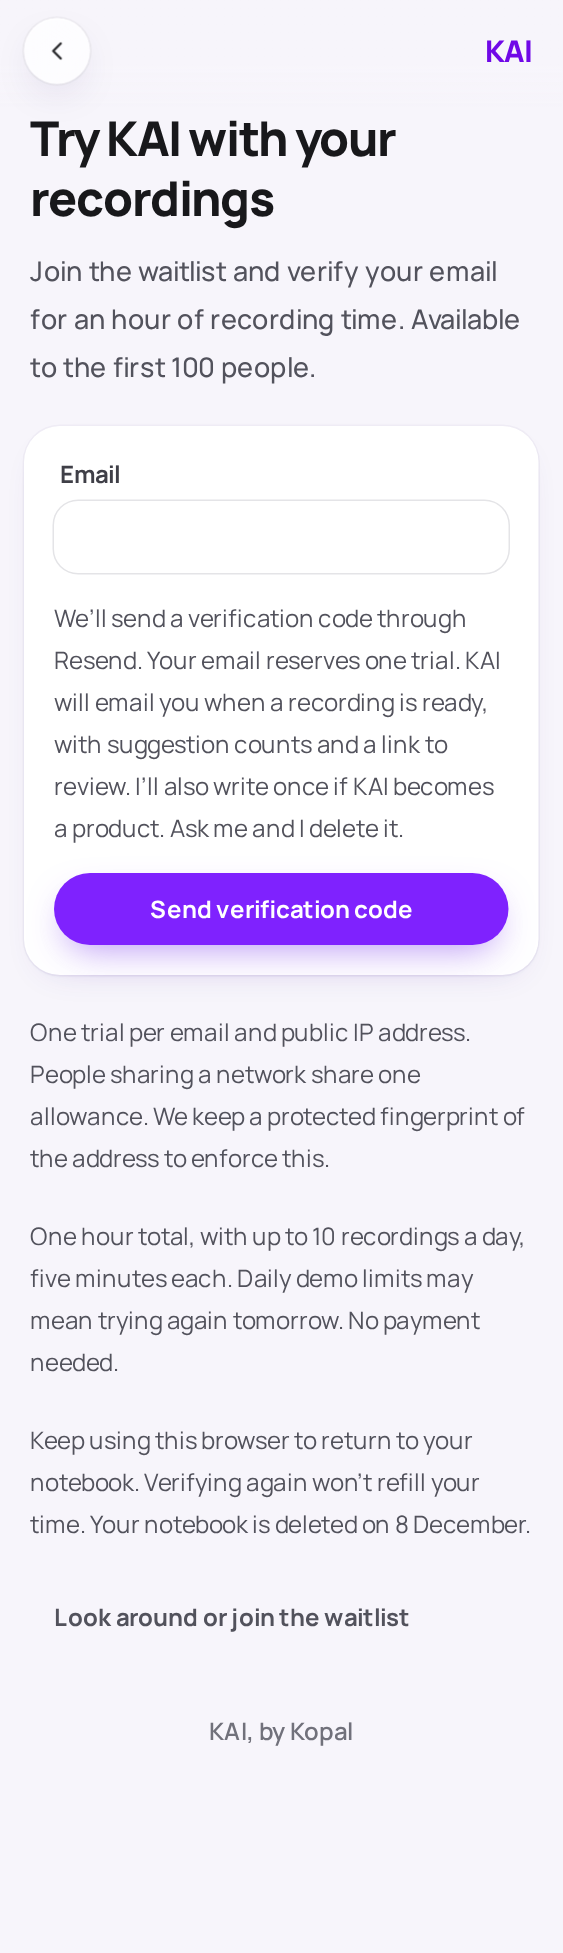 KAI
Try KAI with your
recordings
Join the waitlist and verify your email
for an hour of recording time. Available
to the first 100 people.
Email
We’ll send a verification code through
Resend. Your email reserves one trial. KAI
will email you when a recording is ready,
with suggestion counts and a link to
review. I’ll also write once if KAI becomes
a product. Ask me and I delete it.
Send verification code
One trial per email and public IP address.
People sharing a network share one
allowance. We keep a protected fingerprint of
the address to enforce this.
One hour total, with up to 10 recordings a day,
five minutes each. Daily demo limits may
mean trying again tomorrow. No payment
needed.
Keep using this browser to return to your
notebook. Verifying again won’t refill your
time. Your notebook is deleted on 8 December.
Look around or join the waitlist
KAI, by Kopal